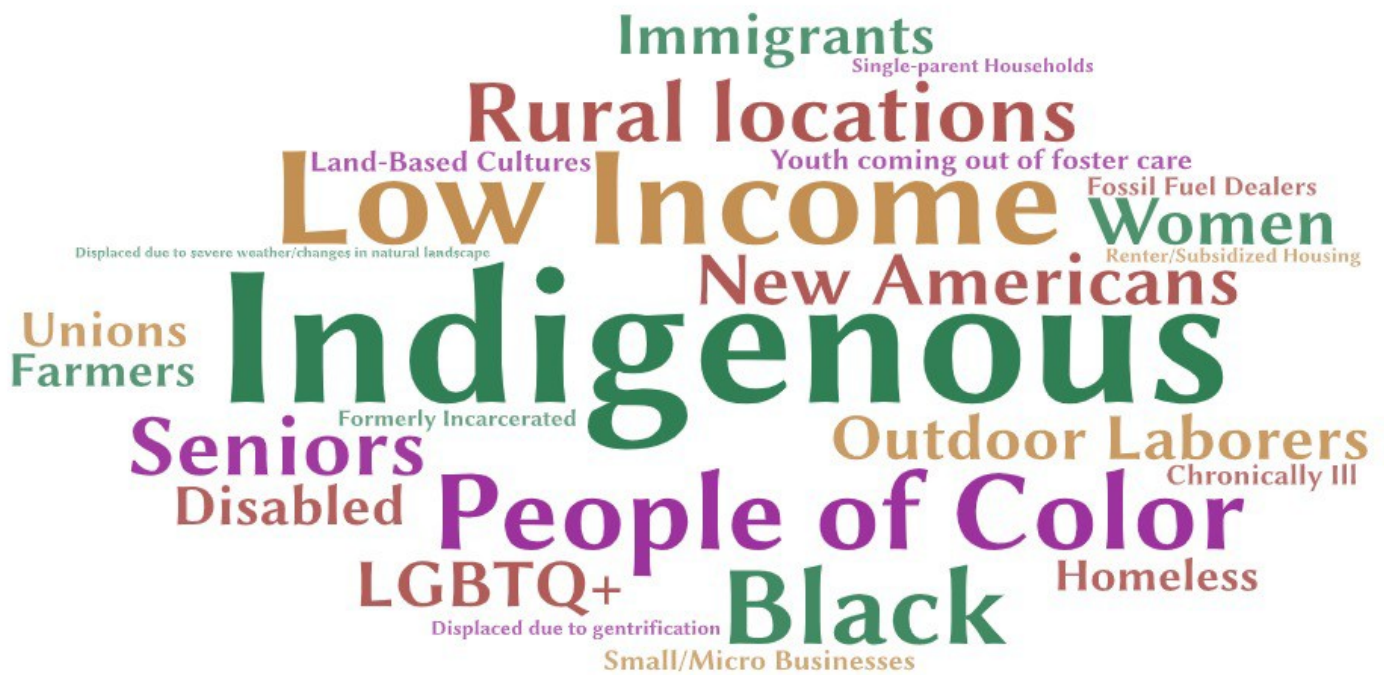 Immigrants
Single-parent Households
Rural locations
Land-Based Cultures
Youth coming out of foster care
Low Income
Fossil Fuel Dealers
Women
Displaced due to severe weather/changes in natural landscape
Renter/Subsidized Housing
New Americans
Indigenous
Unions
Farmers
Formerly Incarcerated
Seniors
Outdoor Laborers
Chronically Ill
Disabled
People of Color
LGBTQ+
Homeless
Black
Displaced due to gentrification
Small/Micro Businesses